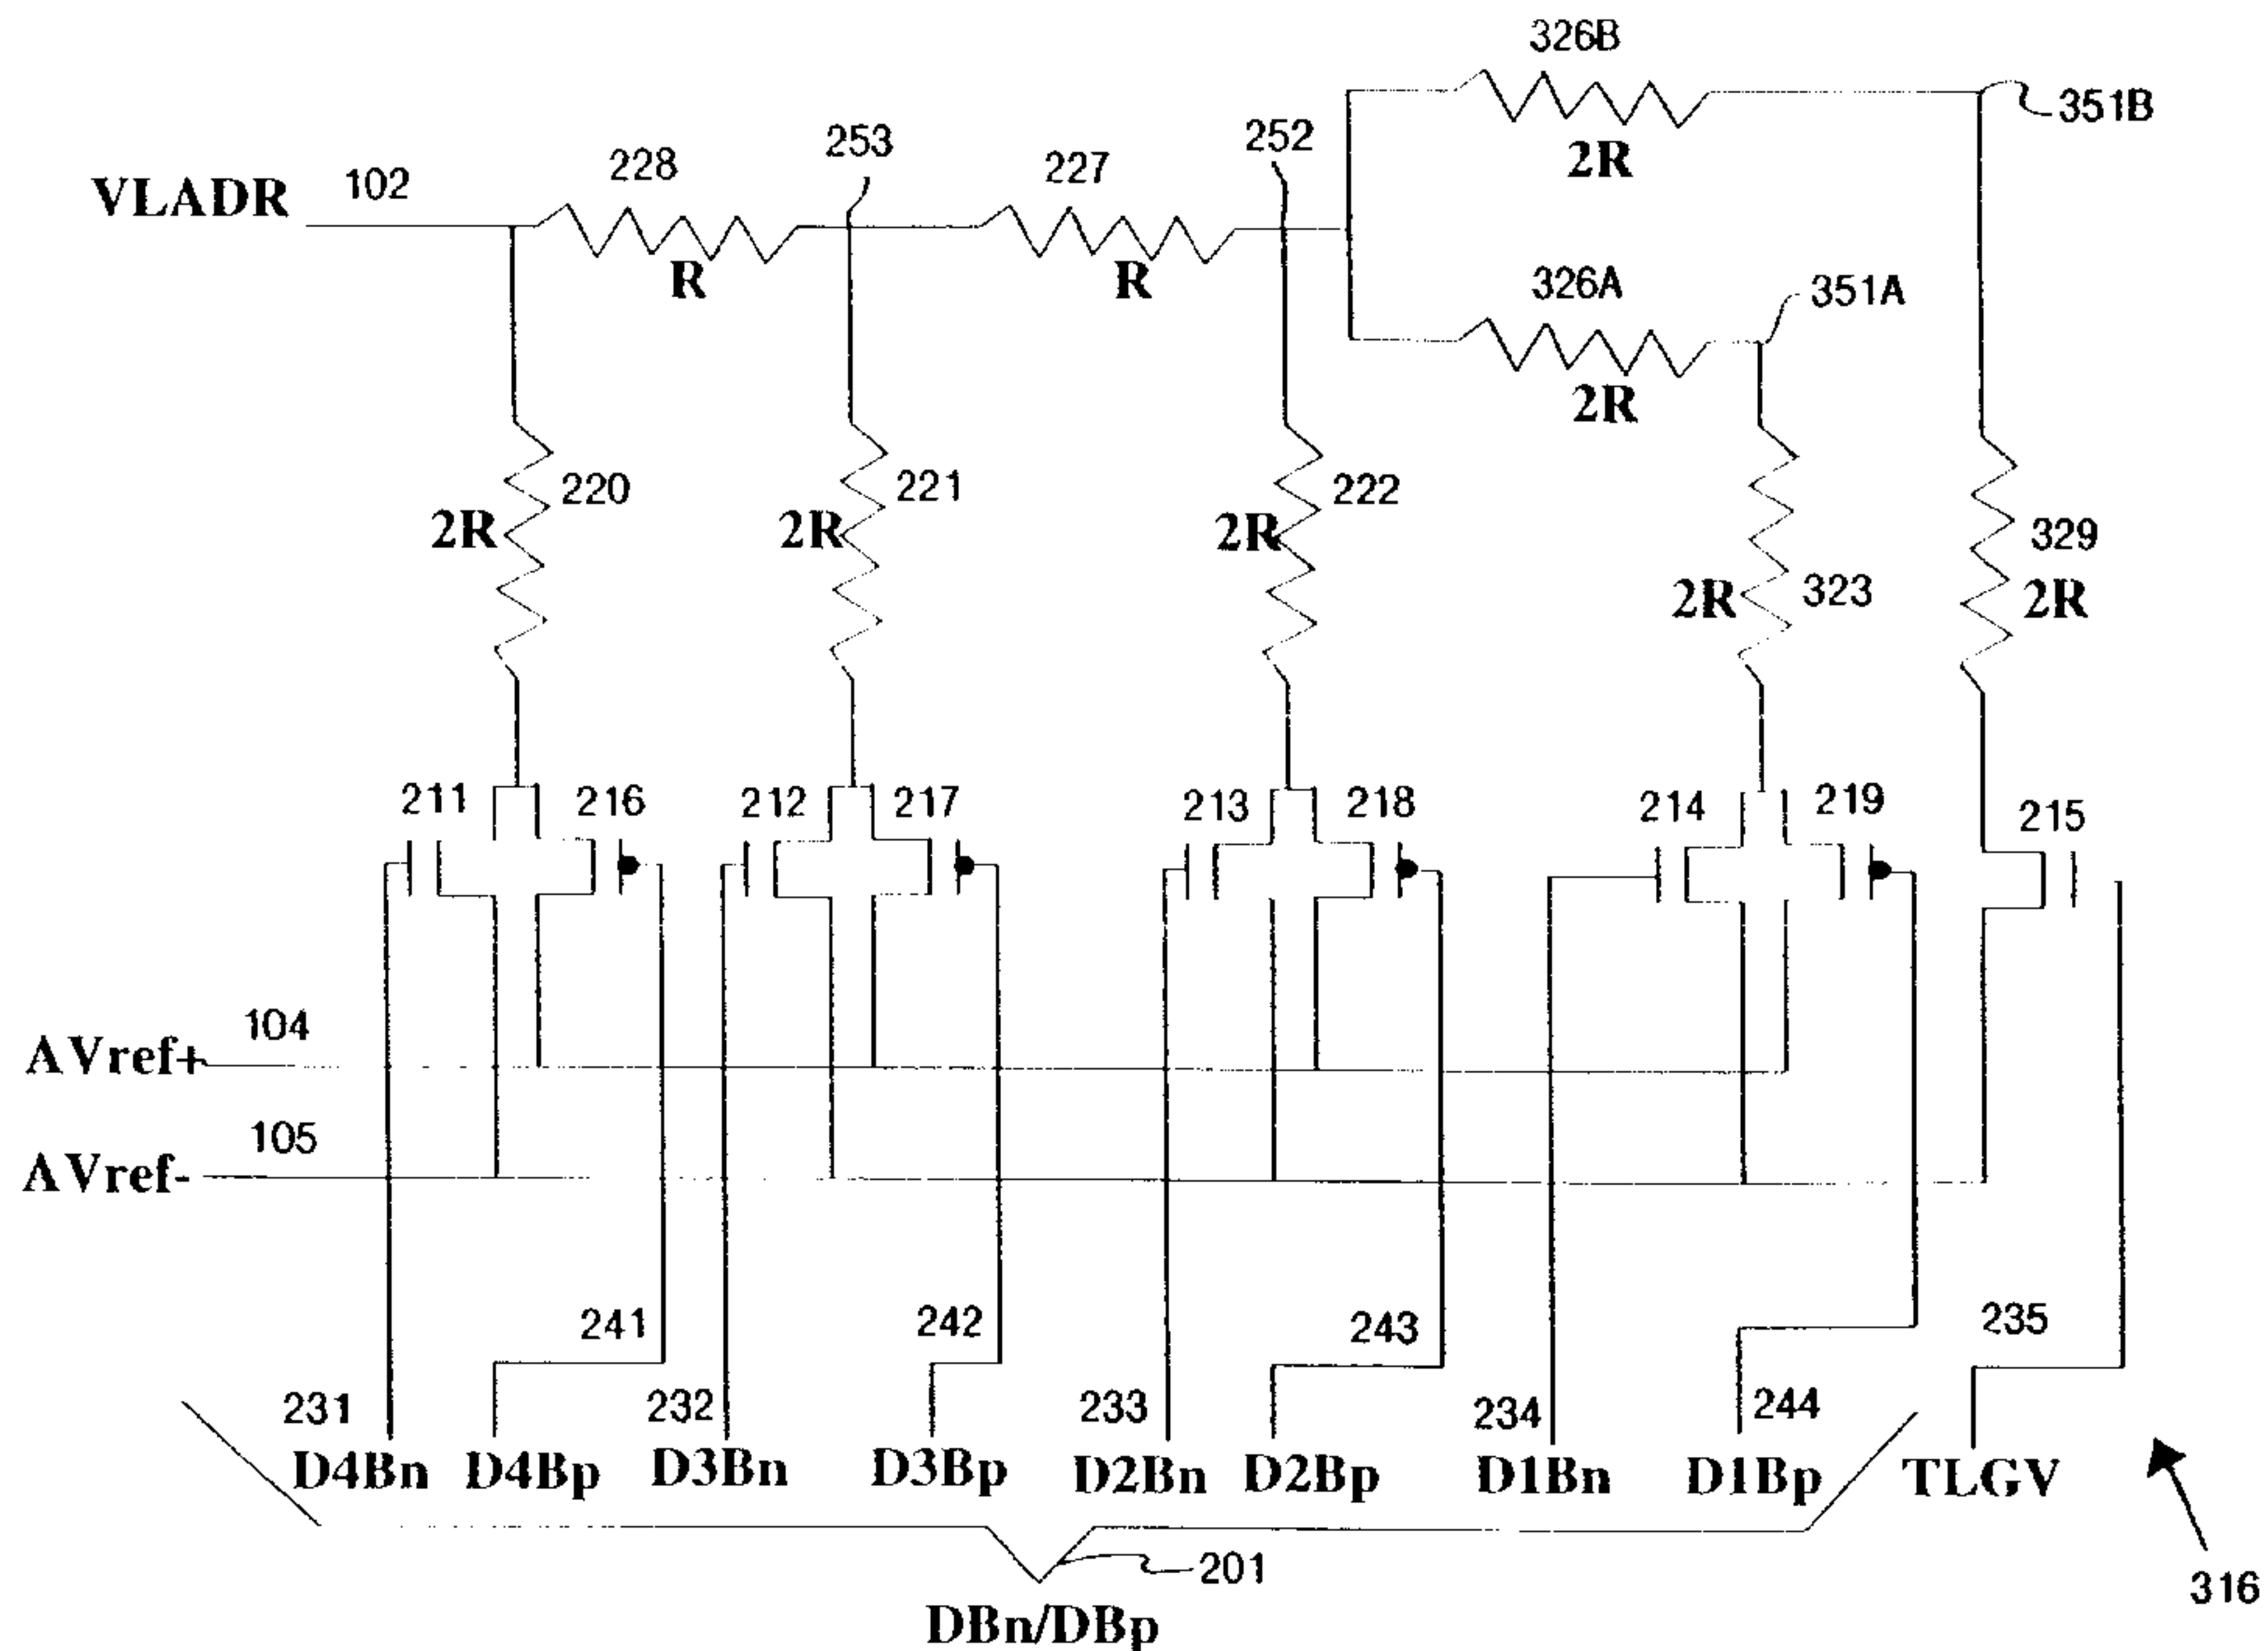 326B
351B
2R
VLADR 102
228
253
227
252
R
R
326A
351A
2R
220
2R
221
2R
222
2R
323
2R
329
2R
211
216
212
217
213
218
214
219
215
AVref+ 104
AVref- 105
241
242
243
235
231
232
233
234
244
D4Bn D4Bp D3Bn D3Bp D2Bn D2Bp D1Bn D1Bp TLGV
201
316
DBn/DBp